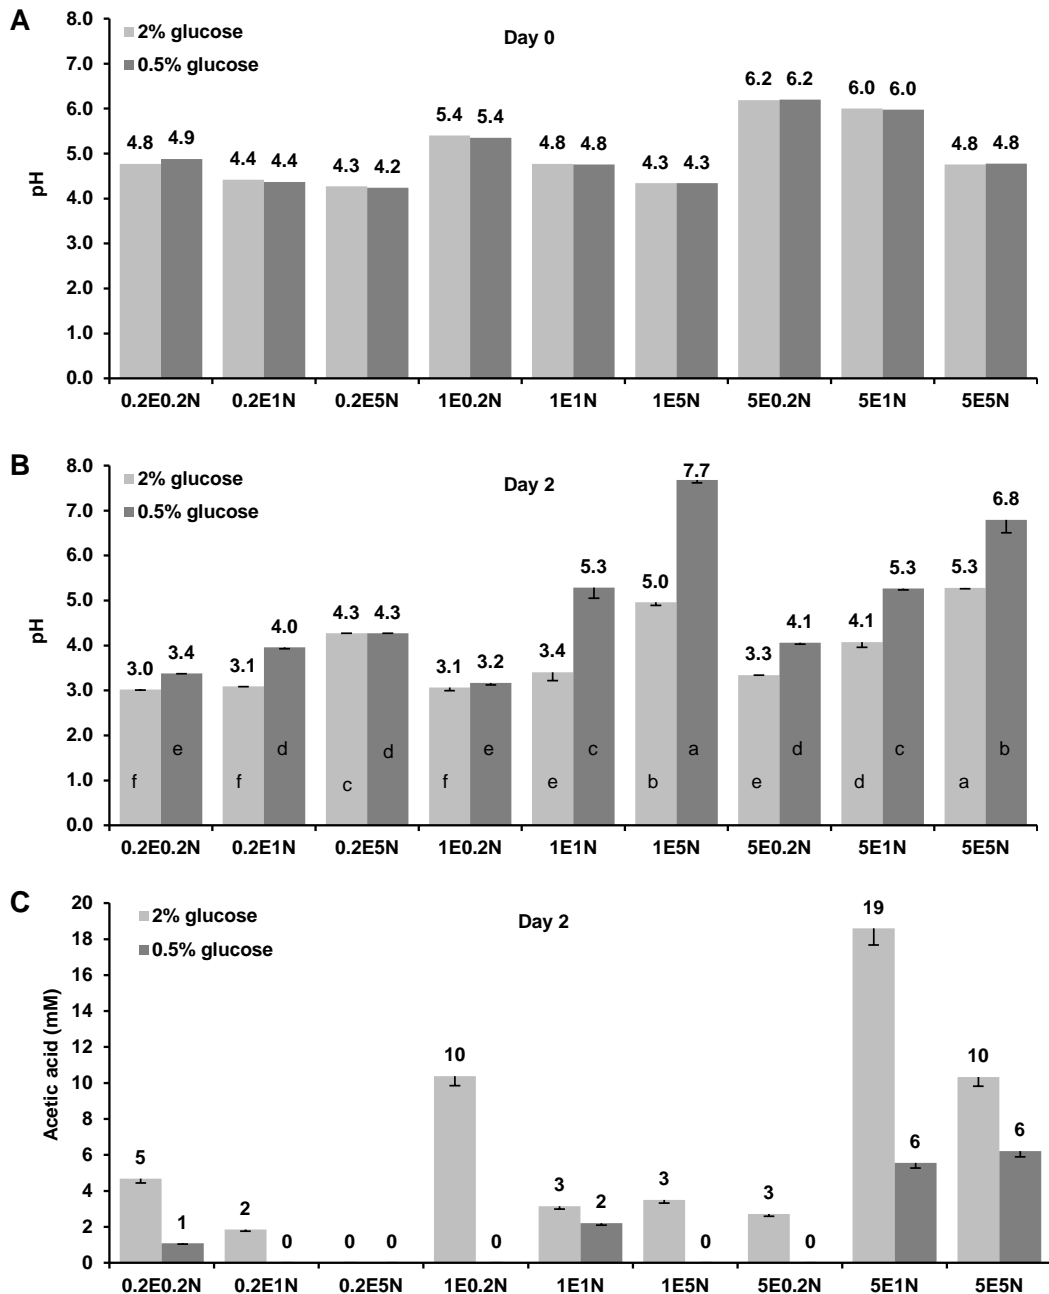 A
2% glucose
0.5% glucose
Day 0
pH
8.0
7.0
6.0
5.0
4.0
3.0
2.0
1.0
0.0
4.8 4.9 4.4 4.4 4.3 4.2 5.4 5.4 4.8 4.8 4.3 4.3 6.2 6.2 6.0 6.0 4.8 4.8
0.2E0.2N 0.2E1N 0.2E5N 1E0.2N 1E1N 1E5N 5E0.2N 5E1N 5E5N
B
2% glucose
0.5% glucose
Day 2
pH
8.0
7.0
6.0
5.0
4.0
3.0
2.0
1.0
0.0
3.0 3.4 3.1 4.0 4.3 4.3 3.1 3.2 3.4 5.3 5.0 7.7 3.3 4.1 4.1 5.3 5.3 6.8
f e f d c d f e e c b a e d d c a b
0.2E0.2N 0.2E1N 0.2E5N 1E0.2N 1E1N 1E5N 5E0.2N 5E1N 5E5N
C
2% glucose
0.5% glucose
Day 2
Acetic acid (mM)
20
18
16
14
12
10
8
6
4
2
0
5 1 2 0 0 0 10 0 3 2 3 0 3 0 19 6 10 6
0.2E0.2N 0.2E1N 0.2E5N 1E0.2N 1E1N 1E5N 5E0.2N 5E1N 5E5N